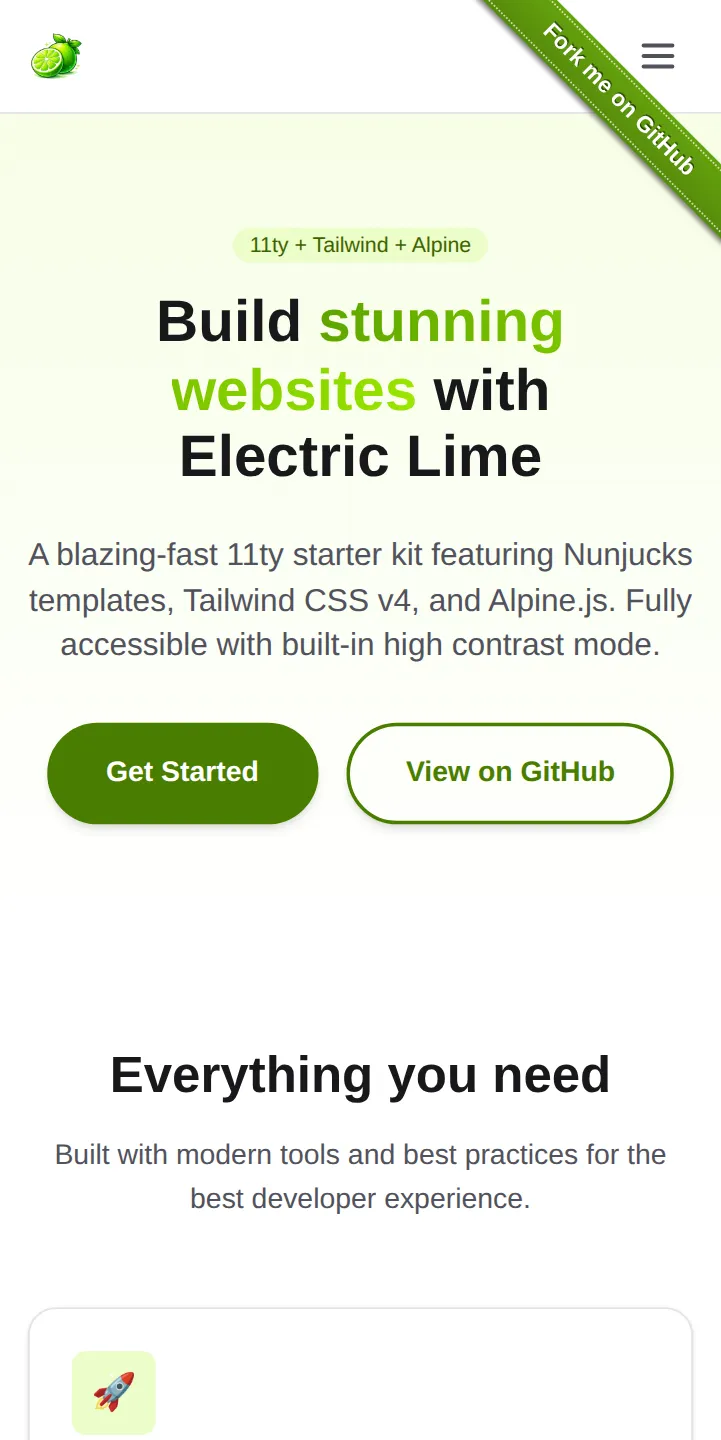 Fork me on GitHub
11ty + Tailwind + Alpine
Build stunning
websites with
Electric Lime
A blazing-fast 11ty starter kit featuring Nunjucks
templates, Tailwind CSS v4, and Alpine.js. Fully
accessible with built-in high contrast mode.
Get Started
View on GitHub
Everything you need
Built with modern tools and best practices for the
best developer experience.